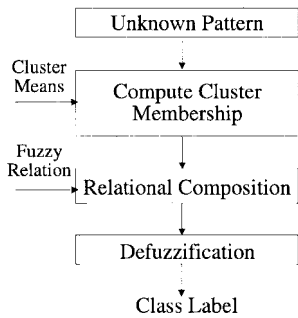 Unknown Pattern
Cluster
Means
Compute Cluster
Membership
Fuzzy
Relation
Relational Composition
Defuzzification
Class Label